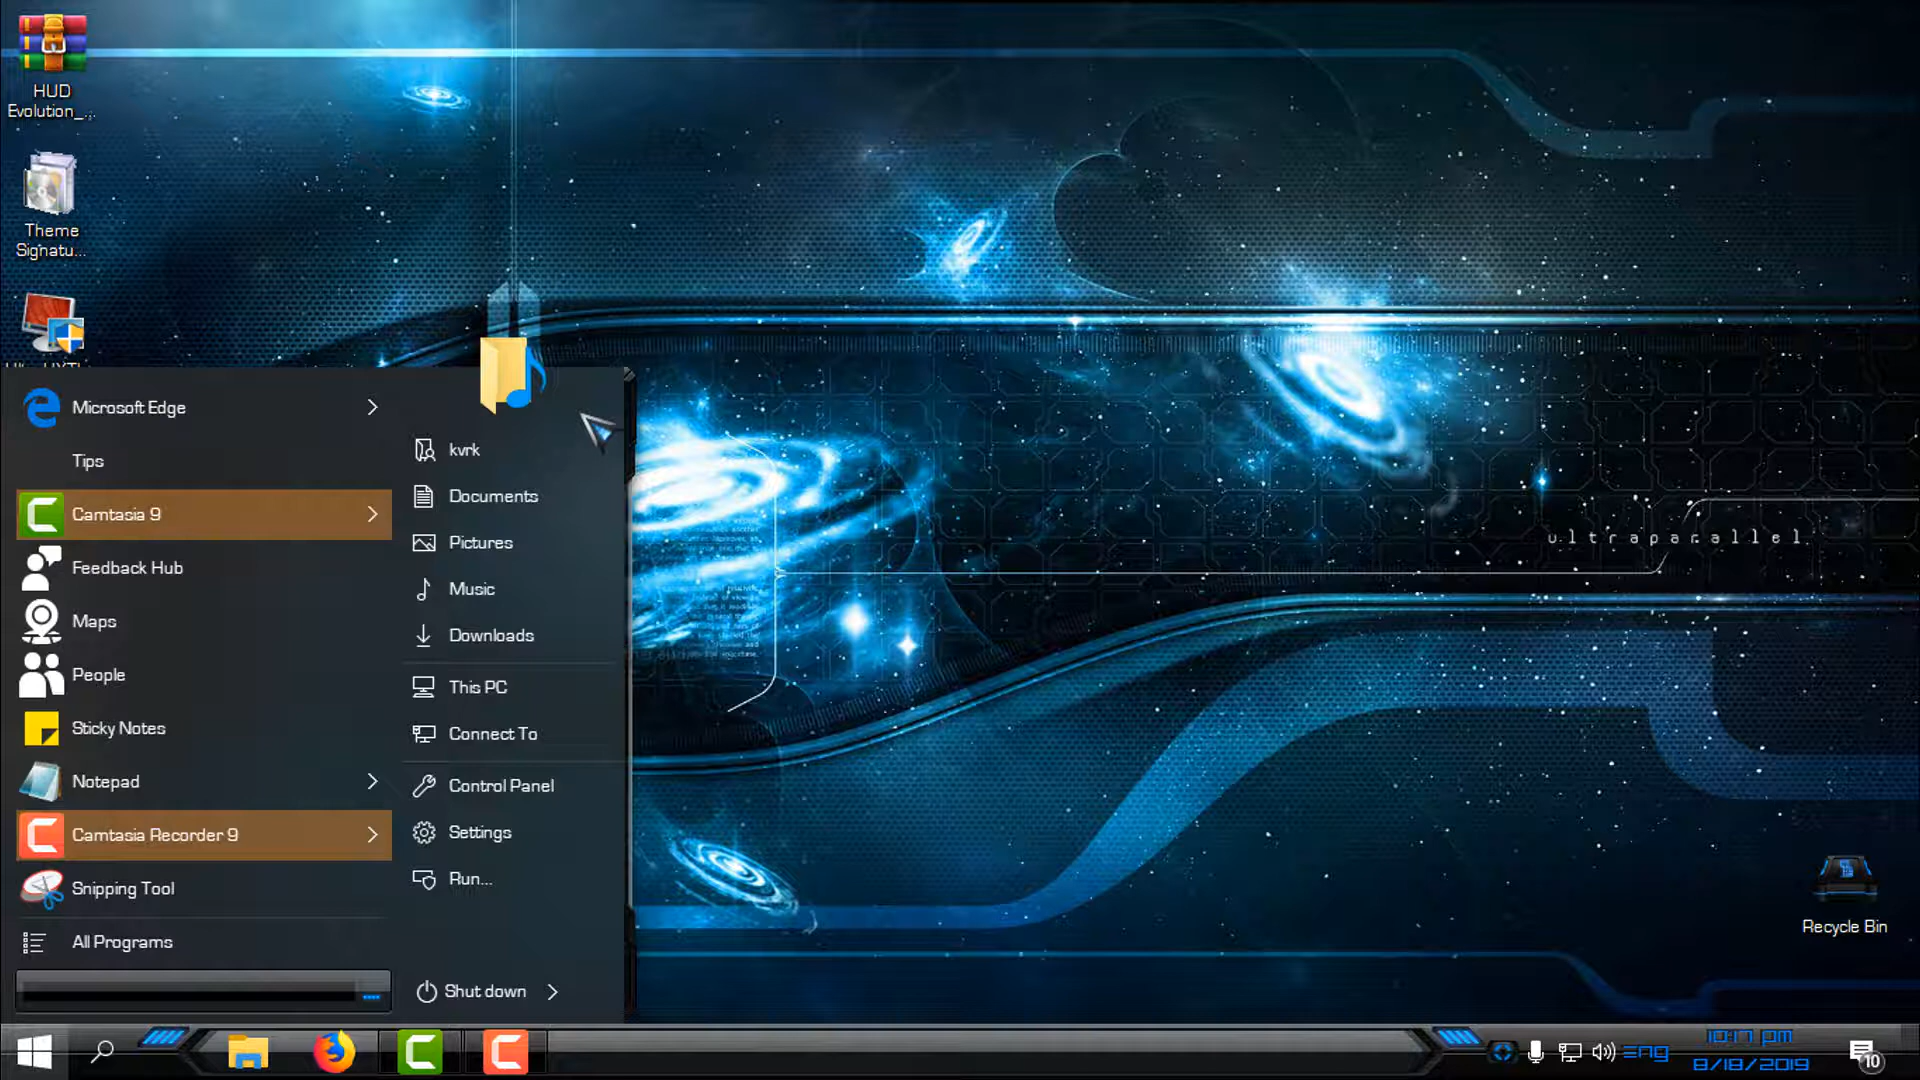 HUD
Evolution_...
Theme
Signatu...
Microsoft Edge
Tips
Camtasia 9
Feedback Hub
Maps
People
Sticky Notes
Notepad
Camtasia Recorder 9
Snipping Tool
All Programs
kvrk
Documents
Pictures
Music
Downloads
This PC
Connect To
Control Panel
Settings
Run...
Shut down
ultraparallel.
Recycle Bin
ENG
10:17 PM
8/18/2019
10